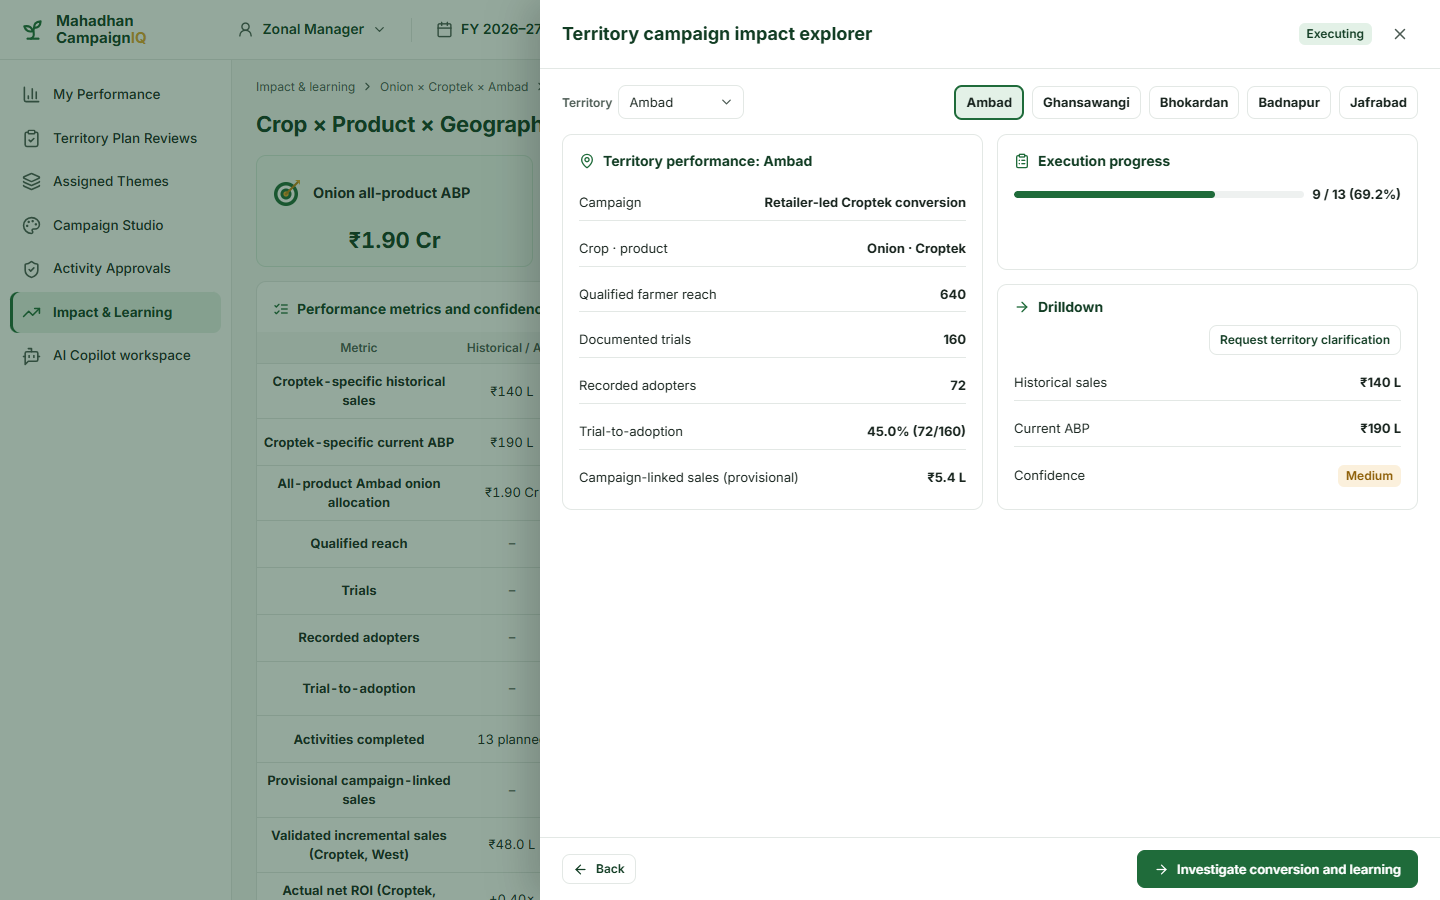 Mahadhan
CampaignIQ
Zonal Manager
FY 2026–27
My Performance
Territory Plan Reviews
Assigned Themes
Campaign Studio
Activity Approvals
Impact & Learning
AI Copilot workspace
Impact & learning > Onion × Croptek × Ambad
Crop × Product × Geograph
Onion all-product ABP
₹1.90 Cr
Performance metrics and confidenc
Metric
Historical / A
Croptek-specific historical
sales
₹140 L
Croptek-specific current ABP
₹190 L
All-product Ambad onion
allocation
₹1.90 Cr
Qualified reach
–
Trials
–
Recorded adopters
–
Trial-to-adoption
–
Activities completed
13 planne
Provisional campaign-linked
sales
–
Validated incremental sales
(Croptek, West)
₹48.0 L
Actual net ROI (Croptek,
+0.40×
Territory campaign impact explorer
Executing
Territory
Ambad
Ambad
Ghansawangi
Bhokardan
Badnapur
Jafrabad
Territory performance: Ambad
Campaign
Retailer-led Croptek conversion
Crop · product
Onion · Croptek
Qualified farmer reach
640
Documented trials
160
Recorded adopters
72
Trial-to-adoption
45.0% (72/160)
Campaign-linked sales (provisional)
₹5.4 L
Execution progress
9 / 13 (69.2%)
Drilldown
Request territory clarification
Historical sales
₹140 L
Current ABP
₹190 L
Confidence
Medium
Back
Investigate conversion and learning